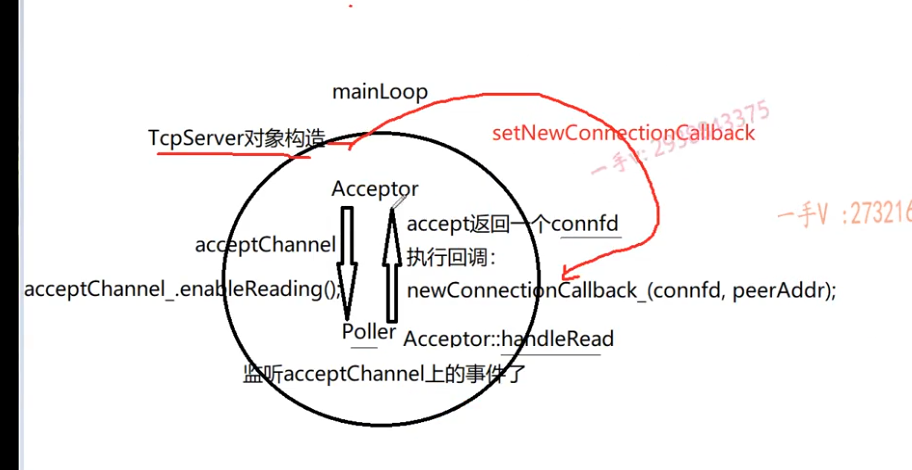 mainLoop
TcpServer对象构造
setNewConnectionCallback
一手V: 2998043375
Acceptor
accept返回一个connfd
一手V :273216
acceptChannel
执行回调：
acceptChannel_.enableReading();
newConnectionCallback_(connfd, peerAddr);
Poller
Acceptor::handleRead
监听acceptChannel上的事件了